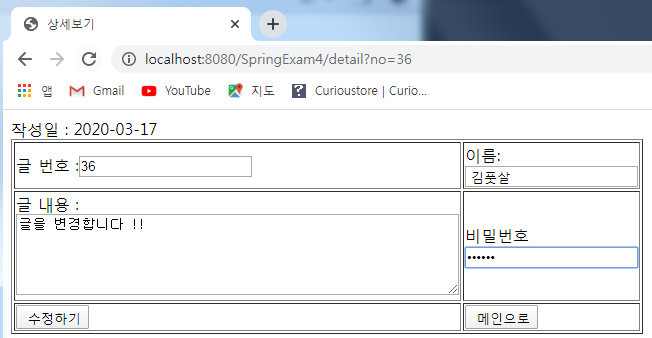 상세보기
localhost:8080/SpringExam4/detail?no=36
앱 Gmail YouTube 지도 Curioustore | Curio...
작성일 : 2020-03-17
글 번호 :36
이름:
김풋살
글 내용 :
글을 변경합니다 !!
비밀번호
••••••
수정하기
메인으로